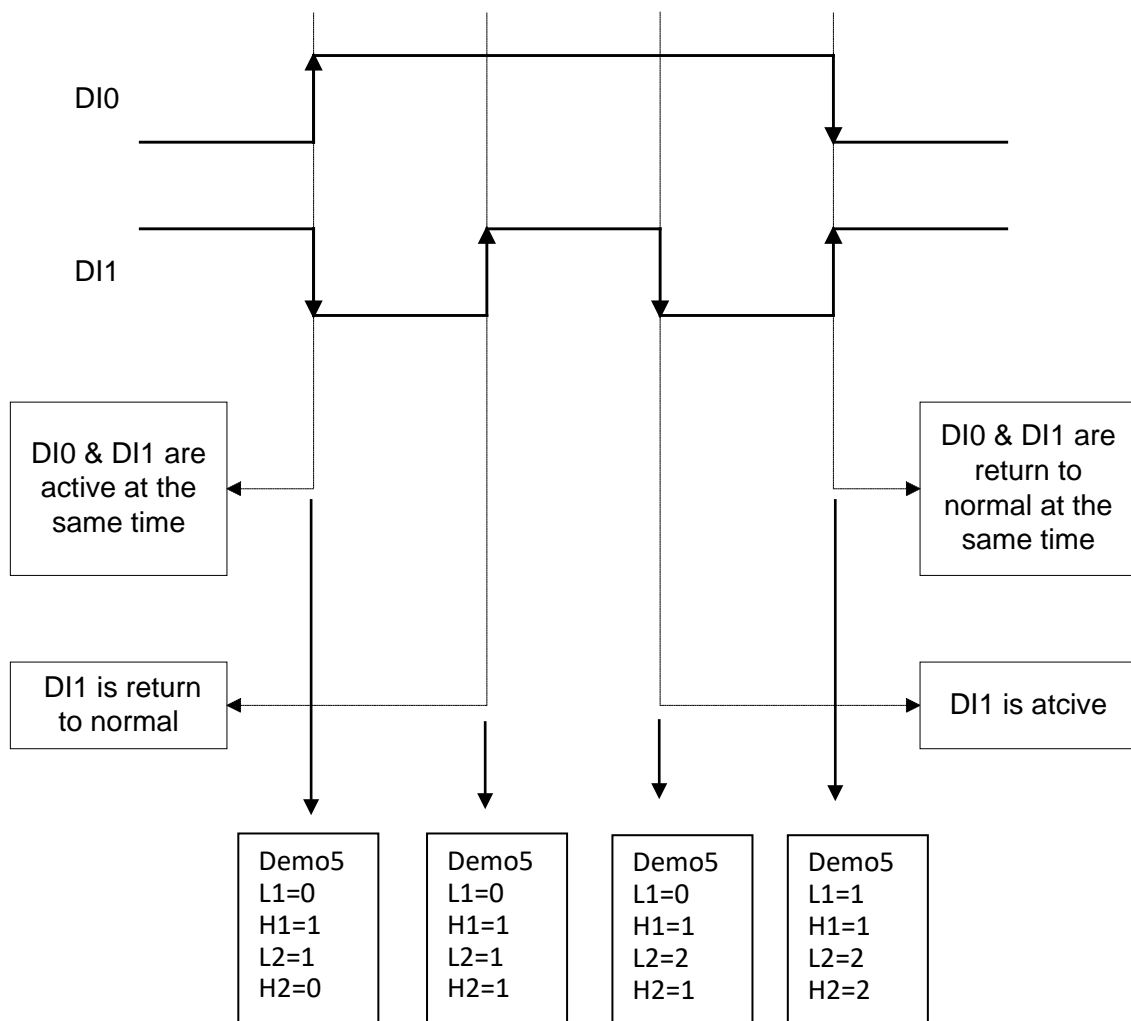 DI0
DI1
DI0 & DI1 are
active at the
same time
DI0 & DI1 are
return to
normal at the
same time
DI1 is return
to normal
DI1 is atcive
Demo5
L1=0
H1=1
L2=1
H2=0
Demo5
L1=0
H1=1
L2=1
H2=1
Demo5
L1=0
H1=1
L2=2
H2=1
Demo5
L1=1
H1=1
L2=2
H2=2